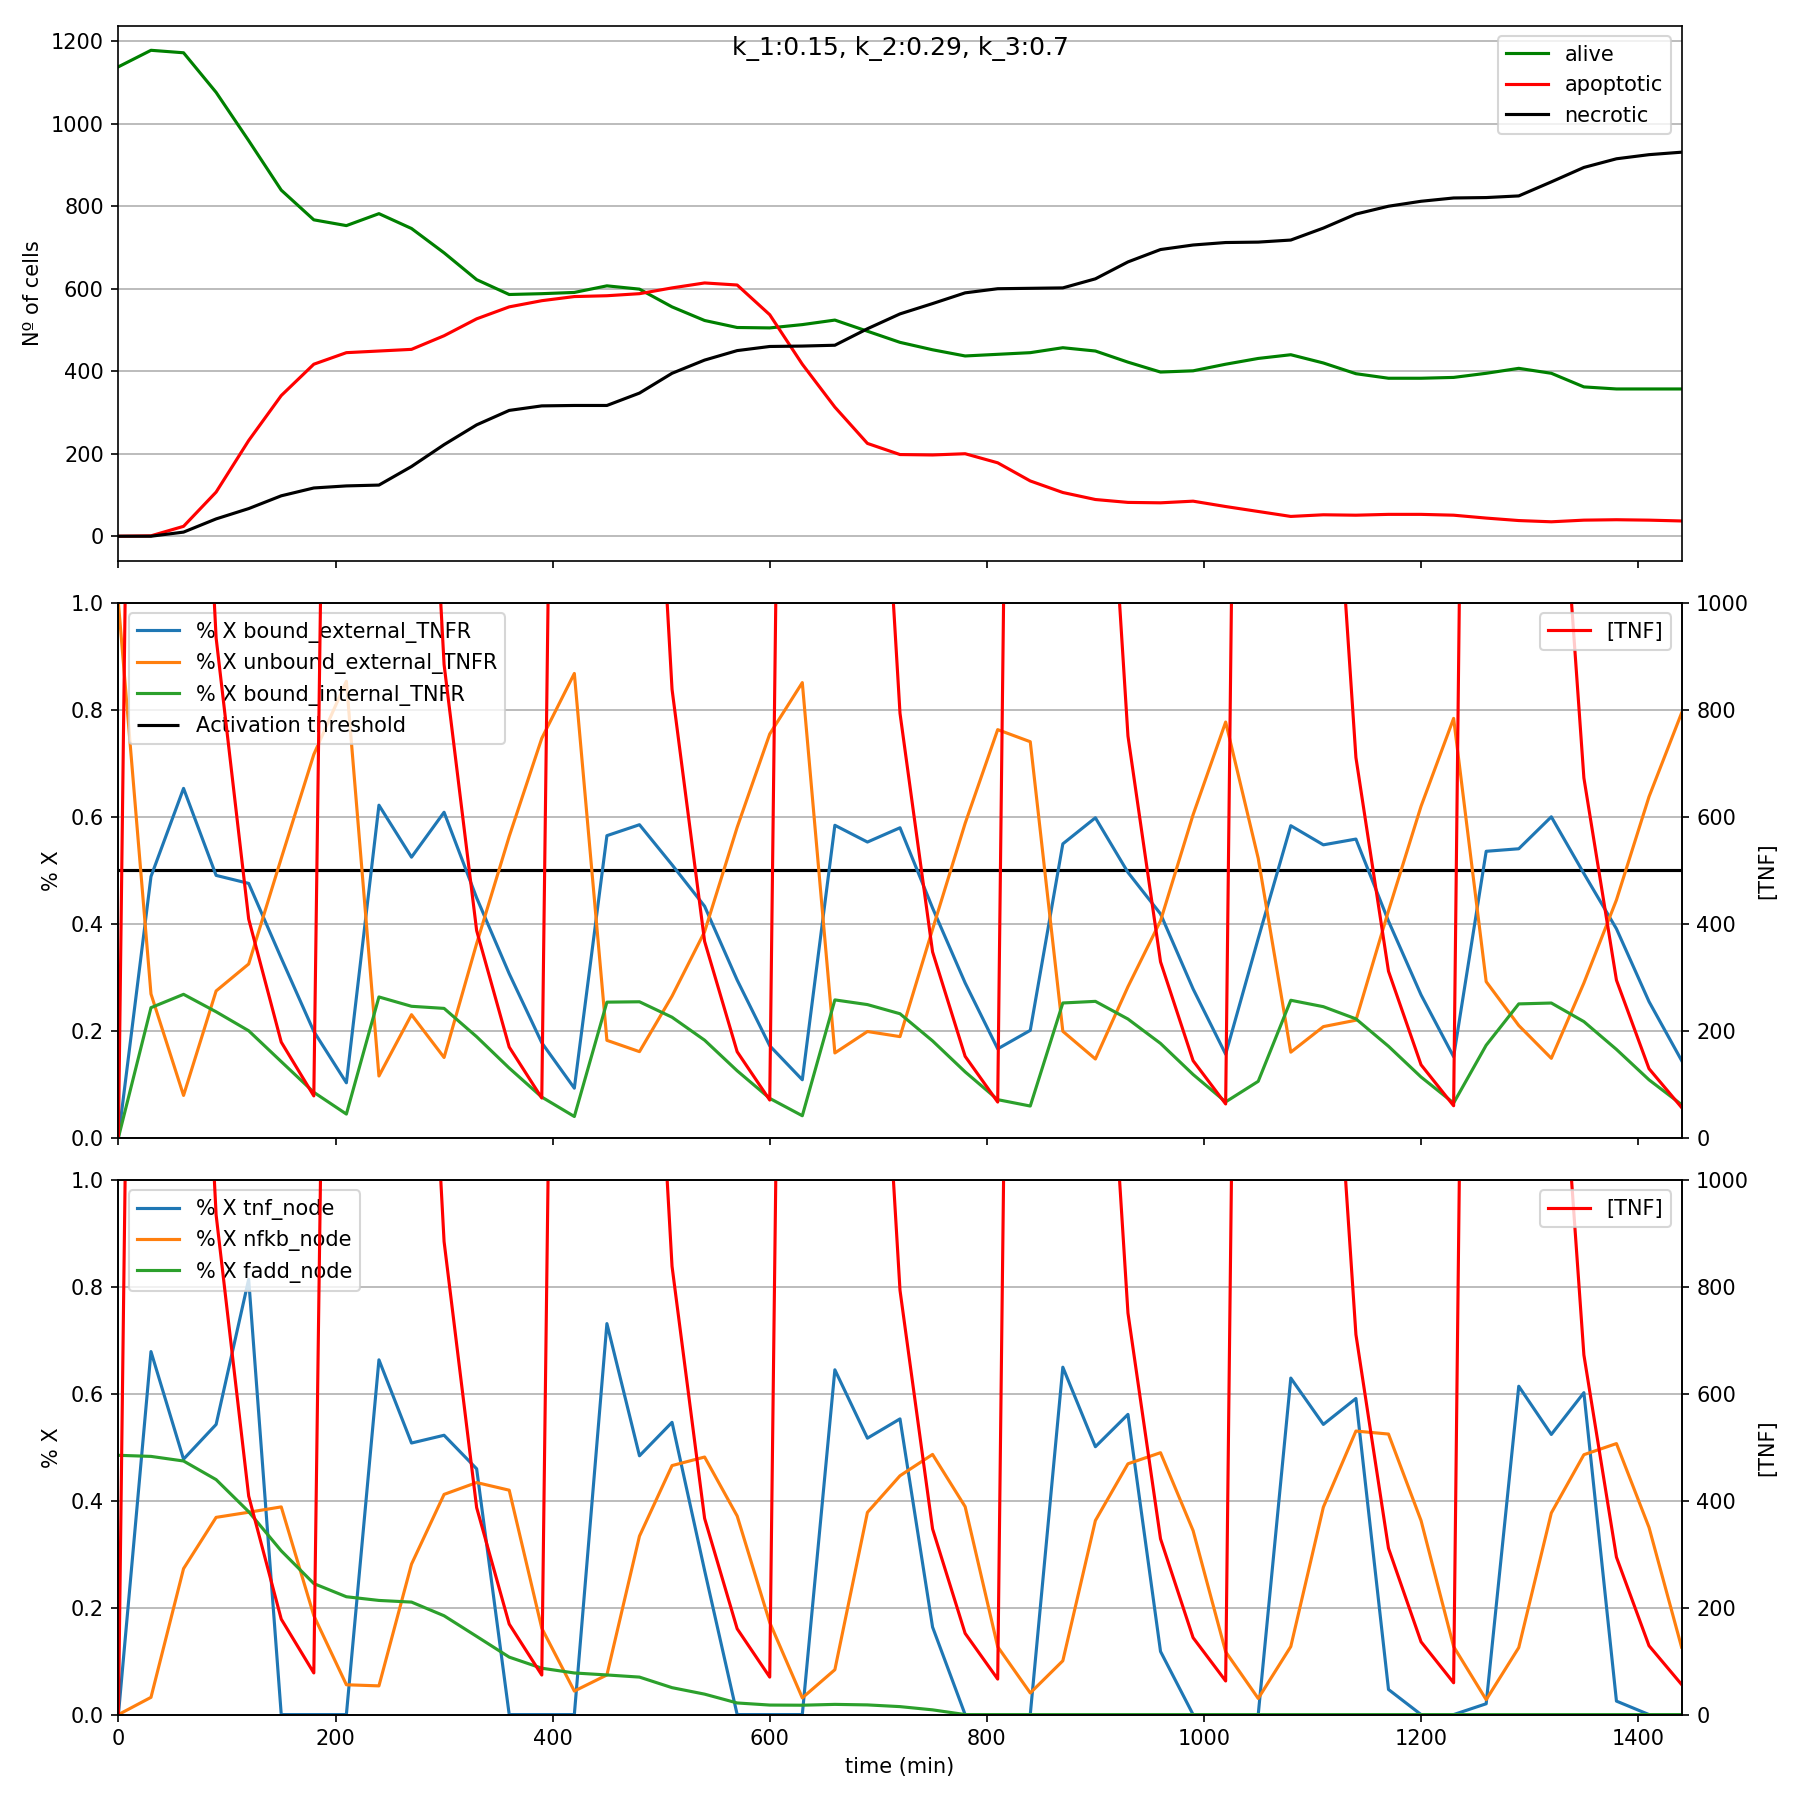 k_1:0.15, k_2:0.29, k_3:0.7
1200
1000
800
600
400
200
0
Nº of cells
alive
apoptotic
necrotic
1.0
0.8
0.6
0.4
0.2
0.0
% X
% X bound_external_TNFR
% X unbound_external_TNFR
% X bound_internal_TNFR
Activation threshold
[TNF]
1000
800
600
400
200
0
[TNF]
1.0
0.8
0.6
0.4
0.2
0.0
% X
% X tnf_node
% X nfkb_node
% X fadd_node
[TNF]
1000
800
600
400
200
0
[TNF]
0 200 400 600 800 1000 1200 1400
time (min)